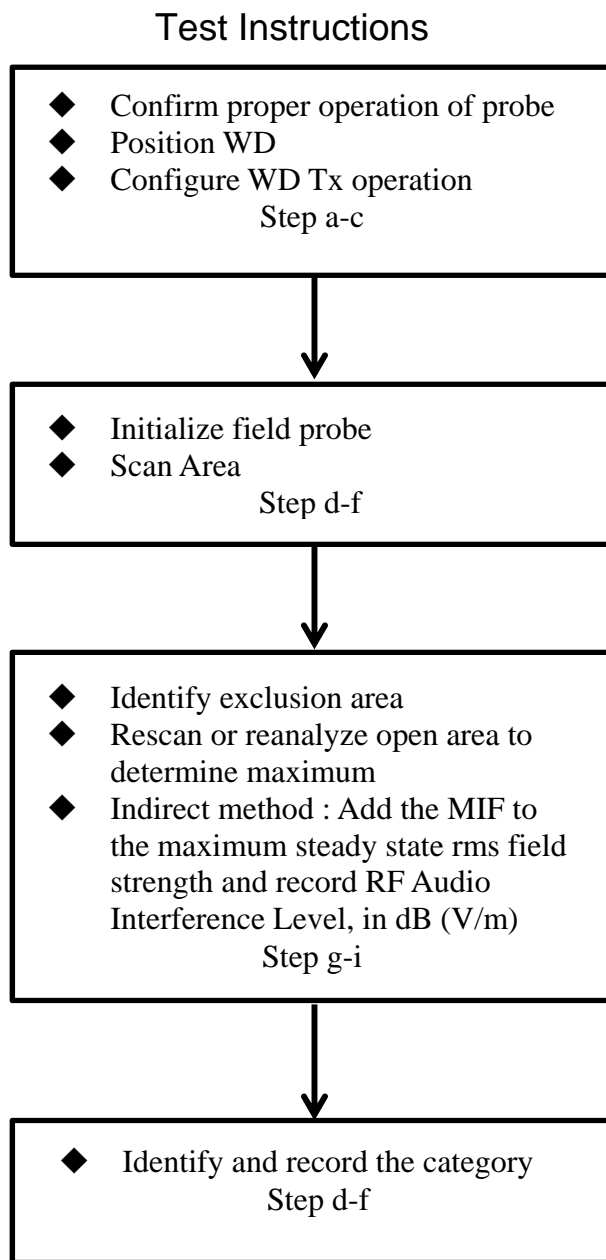 Test Instructions
◆ Confirm proper operation of probe
◆ Position WD
◆ Configure WD Tx operation
Step a-c
◆ Initialize field probe
◆ Scan Area
Step d-f
◆ Identify exclusion area
◆ Rescan or reanalyze open area to
determine maximum
◆ Indirect method : Add the MIF to
the maximum steady state rms field
strength and record RF Audio
Interference Level, in dB (V/m)
Step g-i
◆ Identify and record the category
Step d-f